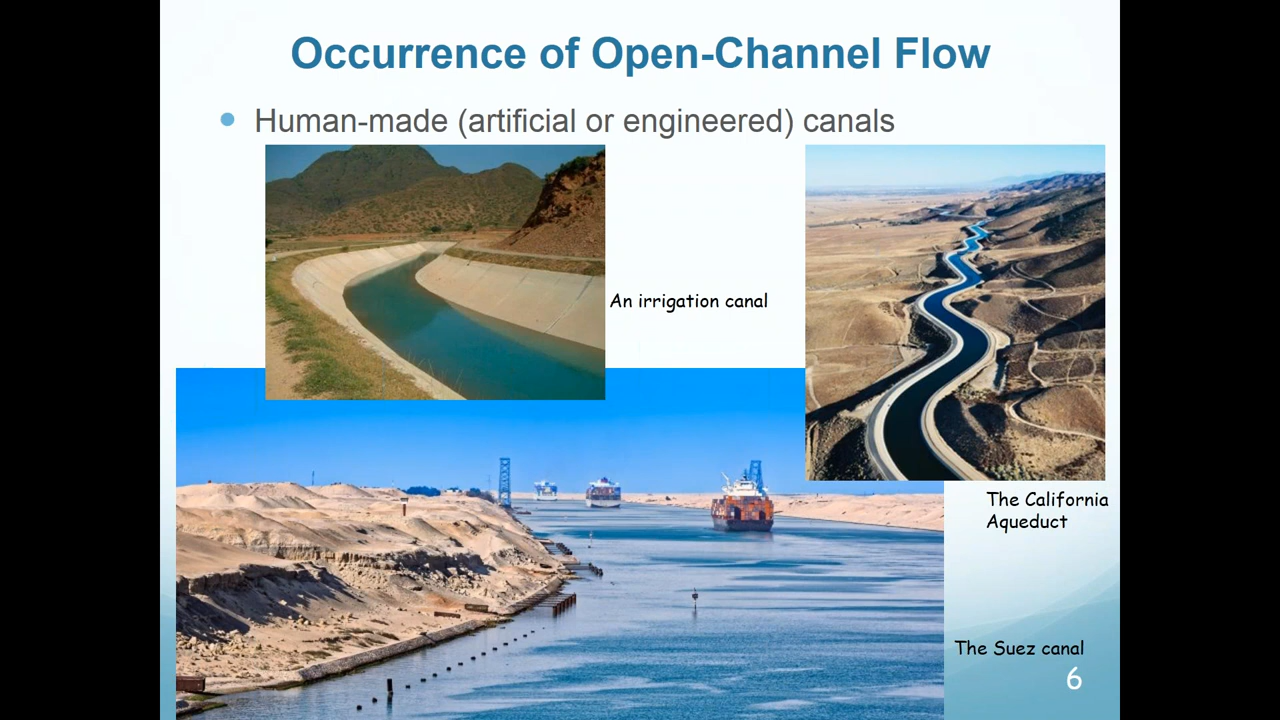 Occurrence of Open-Channel Flow
Human-made (artificial or engineered) canals
An irrigation canal
The California
Aqueduct
The Suez canal
6